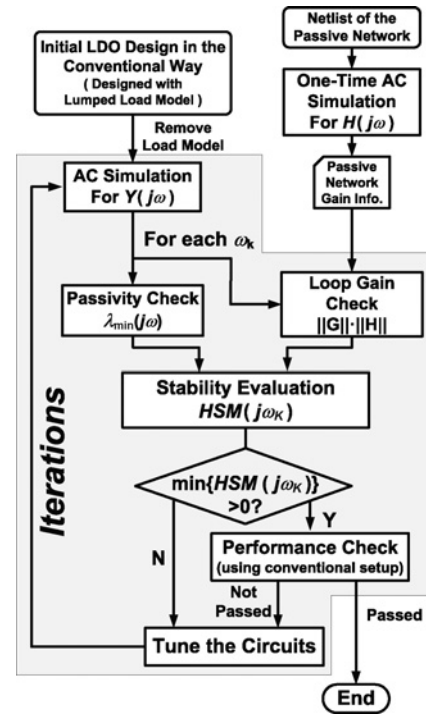 Initial LDO Design in the
Conventional Way
( Designed with
Lumped Load Model )
Netlist of the
Passive Network
One-Time AC
Simulation
For H(jω)
Remove
Load Model
Passive
Network
Gain Info.
AC Simulation
For Y( jω)
For each ωk
Passivity Check
λmin(jω)
Loop Gain
Check
||G||·||H||
Stability Evaluation
HSM( jωK)
min{HSM ( jωK)}
>0?
Iterations
N
Y
Performance Check
(using conventional setup)
Not
Passed
Passed
Tune the Circuits
End